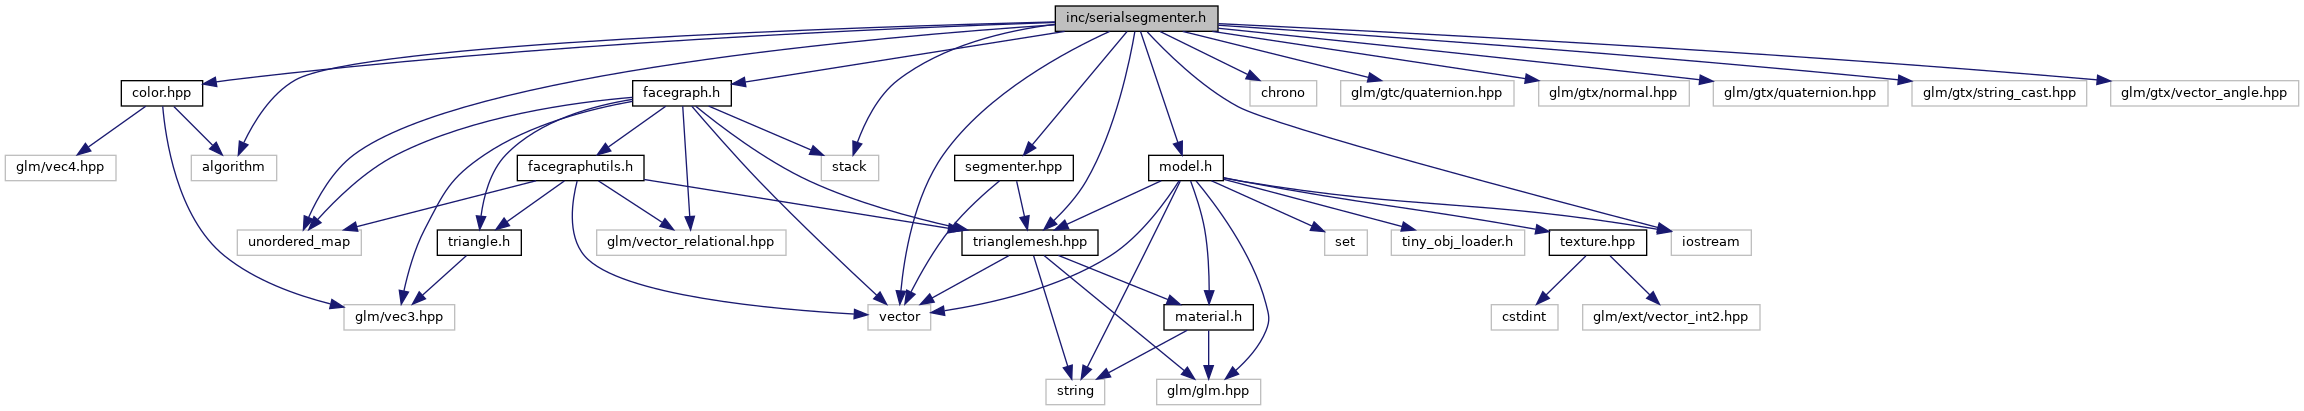 inc/serialsegmenter.h
color.hpp
facegraph.h
chrono
glm/gtc/quaternion.hpp
glm/gtx/normal.hpp
glm/gtx/quaternion.hpp
glm/gtx/string_cast.hpp
glm/gtx/vector_angle.hpp
glm/vec4.hpp
algorithm
facegraphutils.h
stack
segmenter.hpp
model.h
unordered_map
triangle.h
glm/vector_relational.hpp
trianglemesh.hpp
set
tiny_obj_loader.h
texture.hpp
iostream
glm/vec3.hpp
vector
material.h
cstdint
glm/ext/vector_int2.hpp
string
glm/glm.hpp